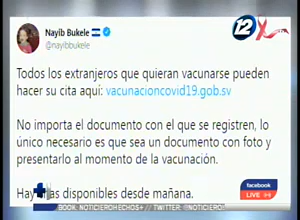 Nayib Bukele
@nayibbukele
12
Todos los extranjeros que quieran vacunarse pueden
hacer su cita aquí: vacunacioncovid19.gob.sv
No importa el documento con el que se registren, lo
único necesario es que sea un documento con foto y
presentarlo al momento de la vacunación.
Hay disponibles desde mañana.
facebook
LIVE
BOOK. NOTICIEROHECHOS+ // TWITTER: